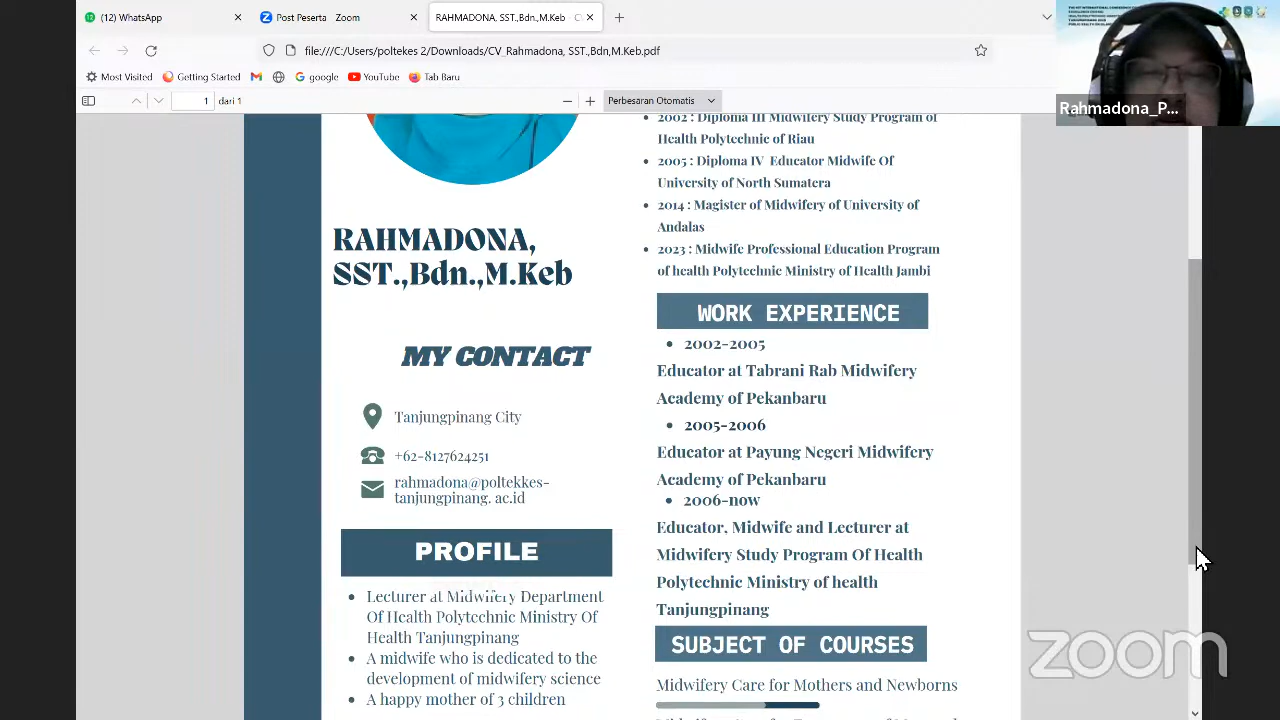 (12) WhatsApp
Zoom
file:///C:/Users/poltekes 2/Downloads/CV_Rahmadona, SST.,Bdn,M.Keb.pdf
Most Visited
Getting Started
google
YouTube
Tab Baru
1
dari 1
Perbesaran Otomatis
Rahmadona_P...
2002 : Diploma III Midwifery Study Program of
Health Polytechnic of Riau
2005 : Diploma IV Educator Midwife Of
University of North Sumatera
2014 : Magister of Midwifery of University of
Andalas
2023 : Midwife Professional Education Program
of health Polytechnic Ministry of Health Jambi
RAHMADONA,
SST.,Bdn.,M.Keb
MY CONTACT
Tanjungpinang City
+62-8127624251
rahmadona@poltekkes-
tanjungpinang. ac.id
PROFILE
Lecturer at Midwifery Department
Of Health Polytechnic Ministry Of
Health Tanjungpinang
A midwife who is dedicated to the
development of midwifery science
A happy mother of 3 children
WORK EXPERIENCE
2002-2005
Educator at Tabrani Rab Midwifery
Academy of Pekanbaru
2005-2006
Educator at Payung Negeri Midwifery
Academy of Pekanbaru
2006-now
Educator, Midwife and Lecturer at
Midwifery Study Program Of Health
Polytechnic Ministry of health
Tanjungpinang
SUBJECT OF COURSES
Midwifery Care for Mothers and Newborns
zoom